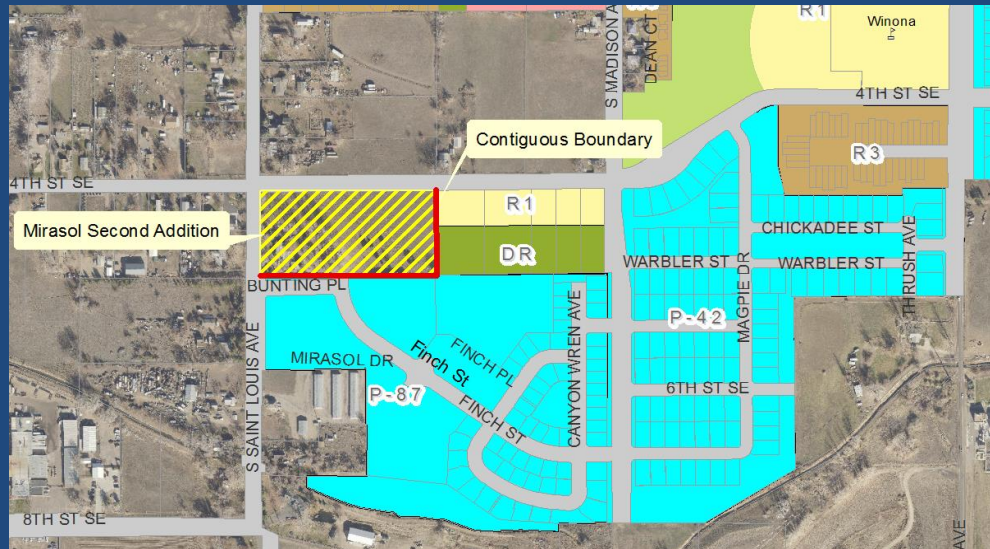 R 1
Winona
S MADISON A
DEAN CT
4TH ST SE
Contiguous Boundary
R 3
4TH ST SE
R 1
Mirasol Second Addition
CHICKADEE ST
THRUSH AVE
D R
WARBLER ST
WARBLER ST
BUNTING PL
MAGPIE DR
P - 42
S SAINT LOUIS AVE
CANYON WREN AVE
FINCH PL
Finch St
MIRASOL DR
P - 87
6TH ST SE
FINCH ST
8TH ST SE
AVE